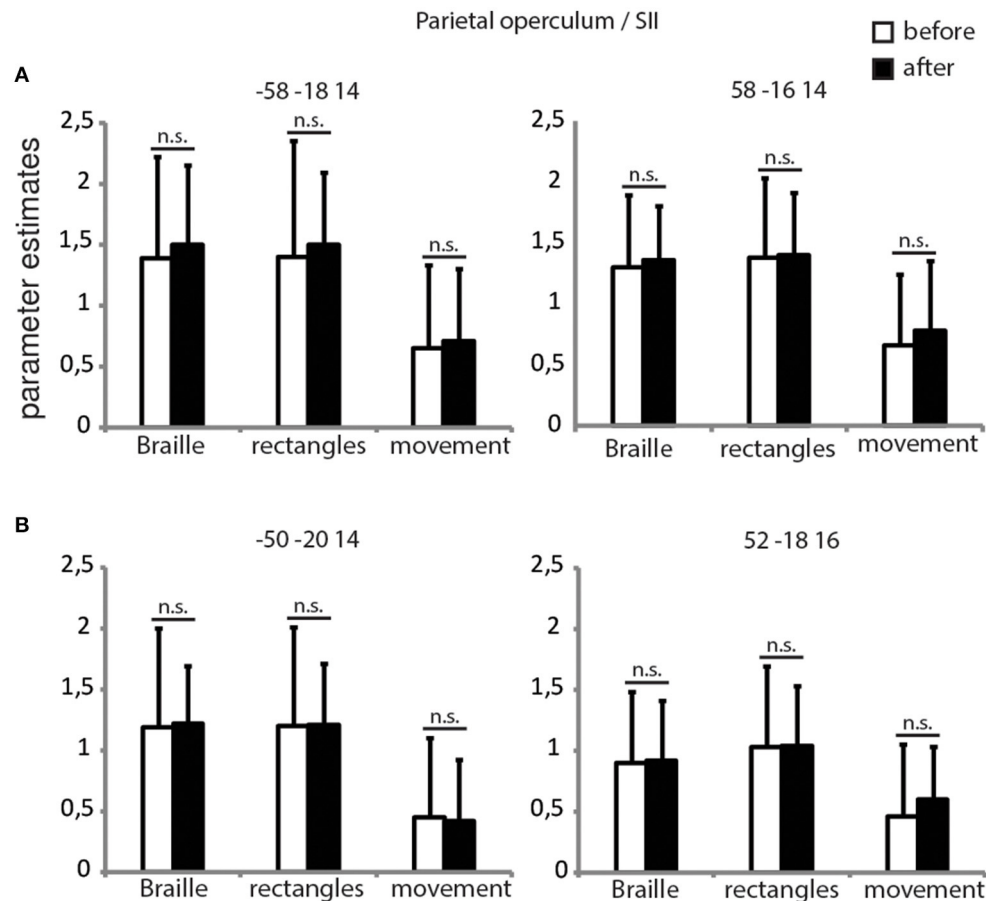 Parietal operculum / SII
before
after
A
-58 -18 14
58 -16 14
parameter estimates
2,5
2
1,5
1
0,5
0
n.s.
n.s.
n.s.
Braille
rectangles
movement
2,5
2
1,5
1
0,5
0
n.s.
n.s.
n.s.
Braille
rectangles
movement
B
-50 -20 14
52 -18 16
2,5
2
1,5
1
0,5
0
n.s.
n.s.
n.s.
Braille
rectangles
movement
2,5
2
1,5
1
0,5
0
n.s.
n.s.
n.s.
Braille
rectangles
movement